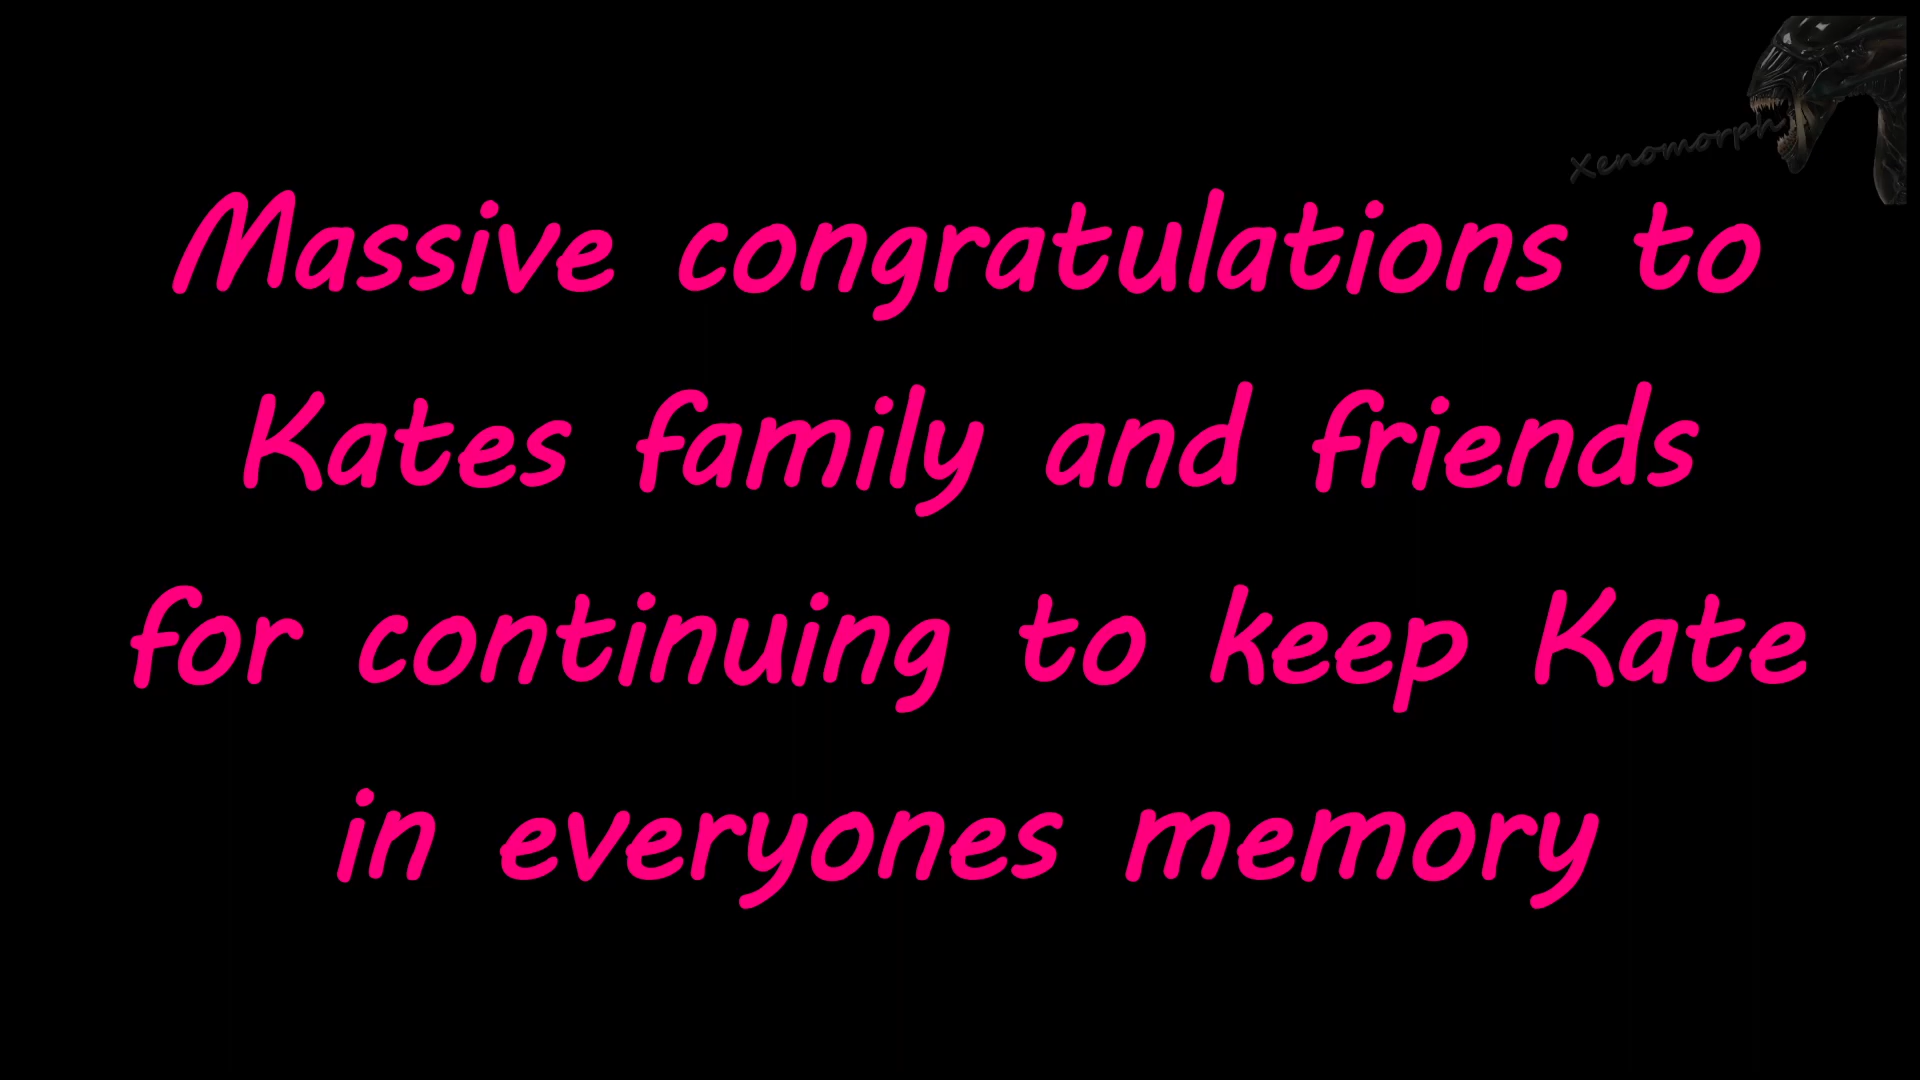 Xenomorph
Massive congratulations to
Kates family and friends
for continuing to keep Kate
in everyones memory